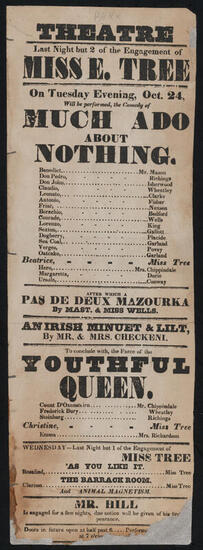 THEATRE
Last Night but 2 of the Engagement of
MISS E. TREE
On Tuesday Evening, Oct. 24,
Will be performed, the Comedy of
MUCH ADO
ABOUT
NOTHING.
Benedict, Mr. Mason
Don Pedro, Richings
Don John, Isherwood
Claudio, Wheatley
Leonato, Clarke
Antonio, Fisher
Friar, Nexsen
Borachio, Bedford
Conrade, Wells
Lorenzo, King
Sexton, Gallott
Dogberry, Placide
Sea Coal, Garland
Verges, Povey
Oatcake, Garland
Beatrice, Miss Tree
Hero, Mrs. Chippindale
Margaretta, Durie
Ursula, Conway
AFTER WHICH A
PAS DE DEUX MAZOURKA
BY MAST. & MISS WELLS.
AN IRISH MINUET & LILT,
By MR. & MRS. CHECKENI.
To conclude with, the Farce of the
YOUTHFUL
QUEEN.
Count D'Oxenstern Mr. Chippindale
Frederick Bury Wheatley
Steinburg Richings
Christine, Miss Tree
Emma Mrs. Richardson
WEDNESDAY—Last Night but 1 of the Engagement of
MISS TREE
'AS YOU LIKE IT.
Rosalind, Miss Tree
THE BARRACK ROOM.
Clarisse, Miss Tree
And ANIMAL MAGNETISM.
MR. HILL
Is engaged for a few nights, due notice will be given of his first
pearance.
Doors in future open at half past 6 Perform
at 7 o'clo